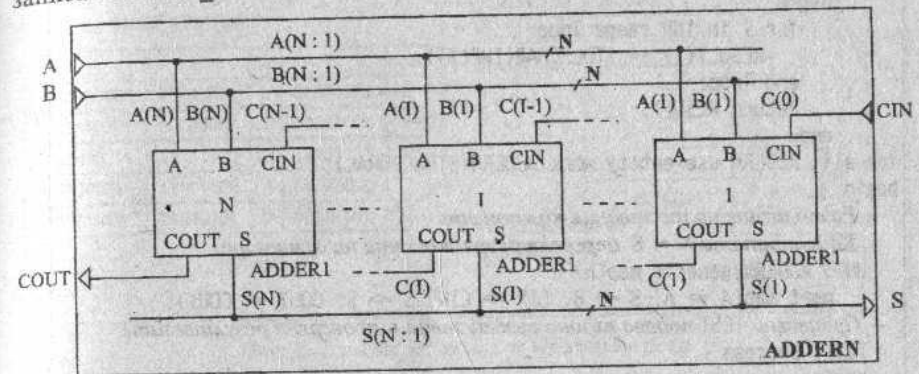 A(N : 1)
N
A
B
B(N : 1)
N
A(N) B(N) C(N-1)
A(I) B(I) C(I-1)
A(1) B(1) C(0)
CIN
A B CIN
A B CIN
A B CIN
N
I
1
COUT S
COUT S
COUT S
COUT
ADDER1
ADDER1
ADDER1
C(I)
C(1)
S(N)
S(I)
S(1)
S
S(N : 1)
N
ADDERN